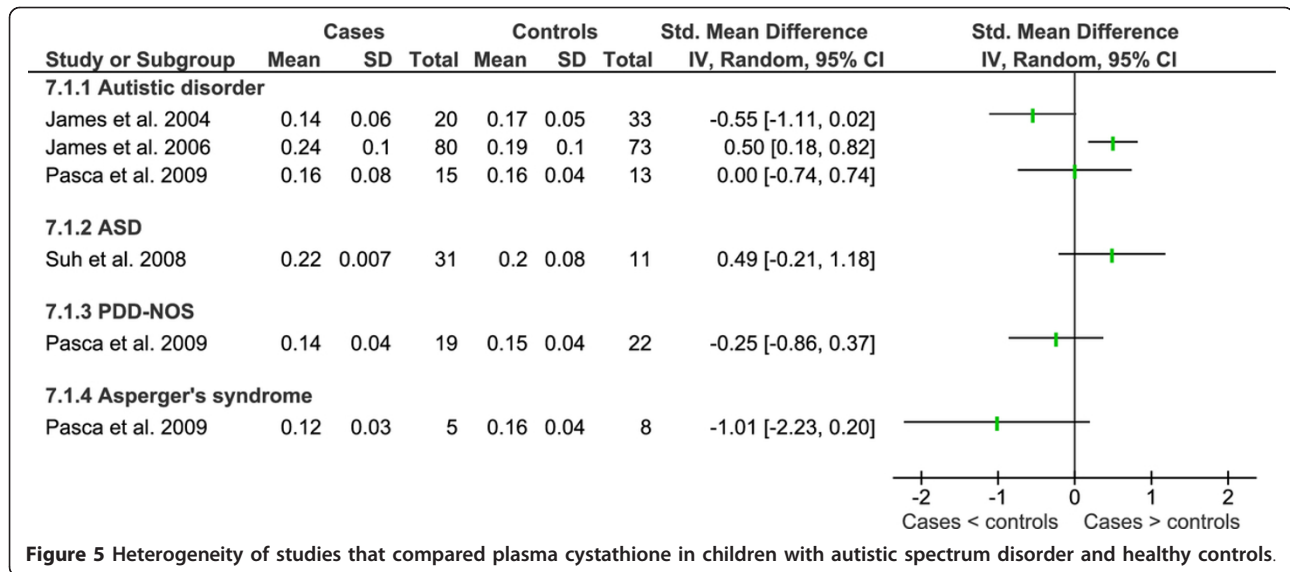 Cases Controls Std. Mean Difference Std. Mean Difference
Study or Subgroup Mean SD Total Mean SD Total IV, Random, 95% CI IV, Random, 95% CI
7.1.1 Autistic disorder
James et al. 2004 0.14 0.06 20 0.17 0.05 33 -0.55 [-1.11, 0.02]
James et al. 2006 0.24 0.1 80 0.19 0.1 73 0.50 [0.18, 0.82]
Pasca et al. 2009 0.16 0.08 15 0.16 0.04 13 0.00 [-0.74, 0.74]
7.1.2 ASD
Suh et al. 2008 0.22 0.007 31 0.2 0.08 11 0.49 [-0.21, 1.18]
7.1.3 PDD-NOS
Pasca et al. 2009 0.14 0.04 19 0.15 0.04 22 -0.25 [-0.86, 0.37]
7.1.4 Asperger's syndrome
Pasca et al. 2009 0.12 0.03 5 0.16 0.04 8 -1.01 [-2.23, 0.20]
-2 -1 0 1 2
Cases < controls Cases > controls
Figure 5 Heterogeneity of studies that compared plasma cystathione in children with autistic spectrum disorder and healthy controls.